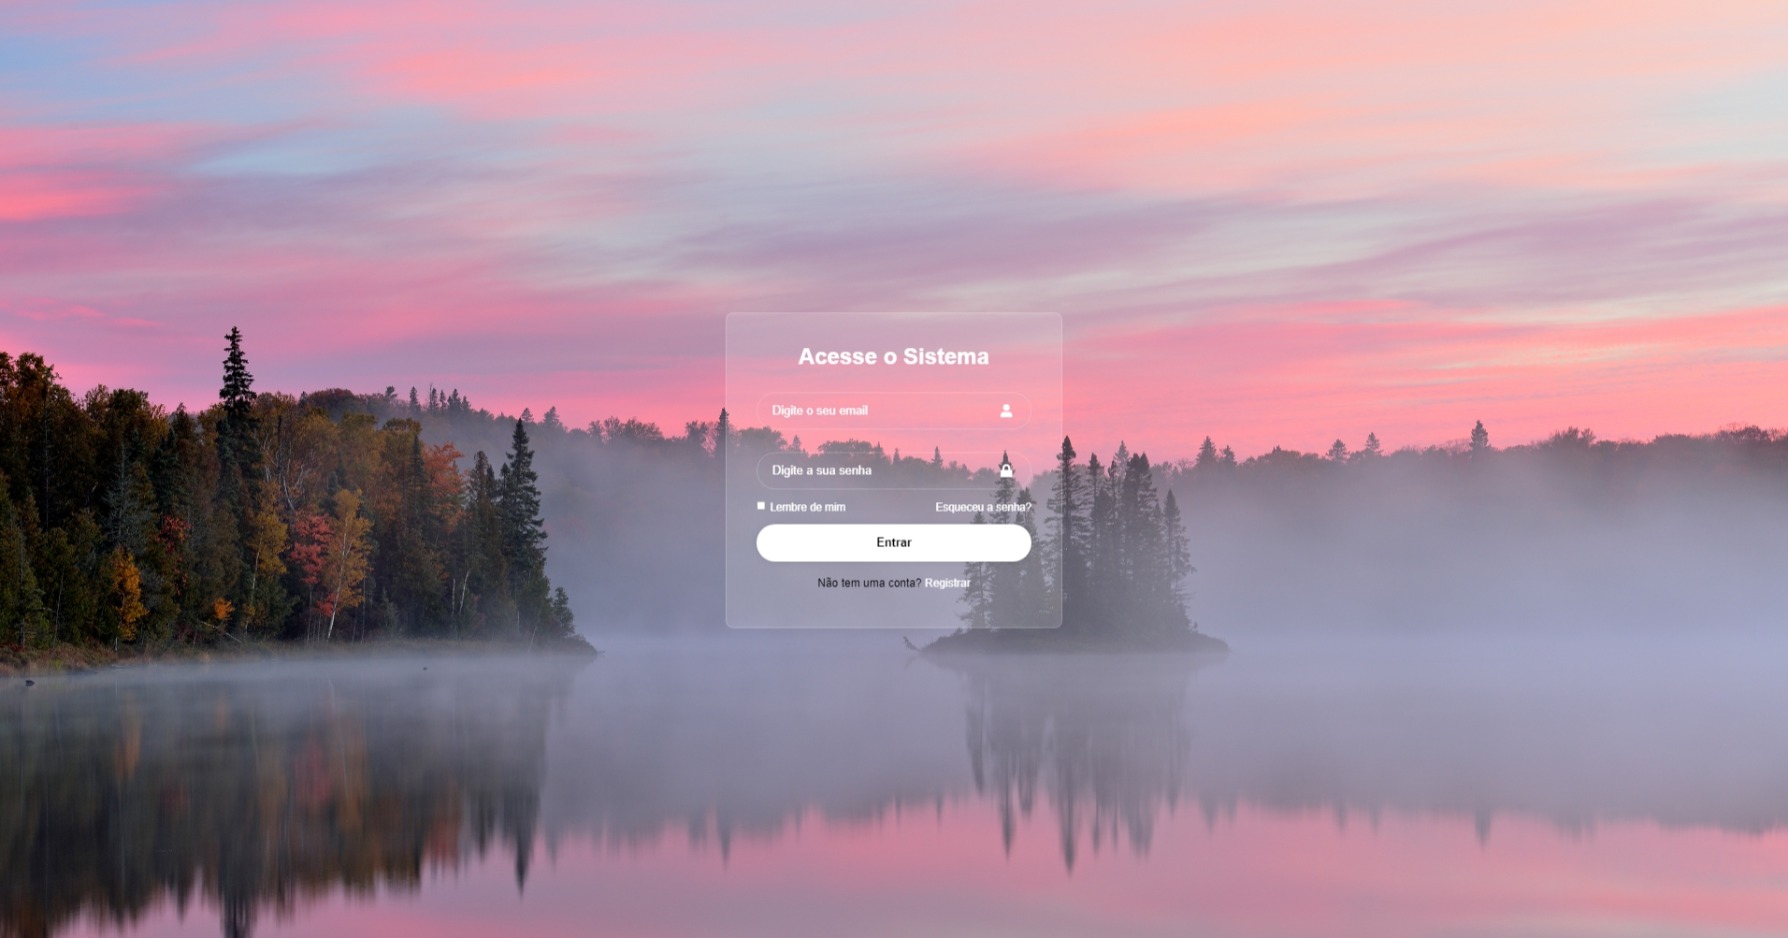 Acesse o Sistema
Digite o seu email
Digite a sua senha
Lembre de mim Esqueceu a senha?
Entrar
Não tem uma conta? Registrar